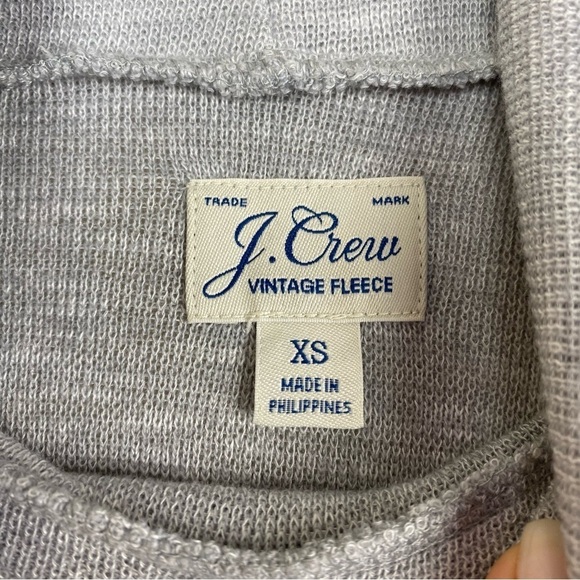 TRADE MARK
J. Crew
VINTAGE FLEECE
XS
MADE IN
PHILIPPINES